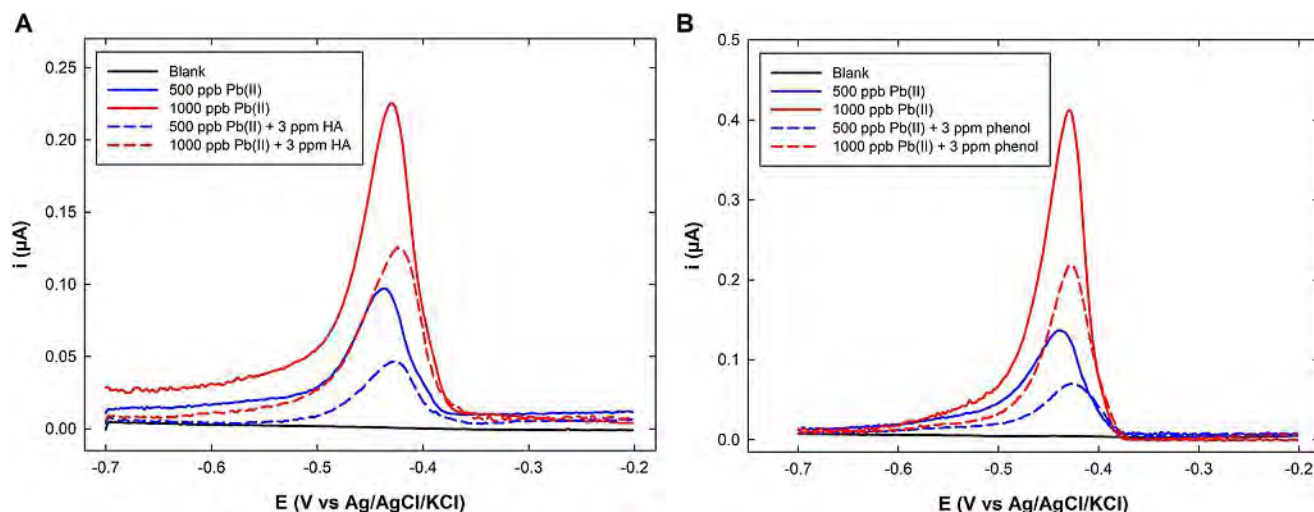 A
0.25
0.20
0.15
0.10
0.05
0.00
i (µA)
Blank
500 ppb Pb(II)
1000 ppb Pb(II)
500 ppb Pb(II) + 3 ppm HA
1000 ppb Pb(II) + 3 ppm HA
-0.7 -0.6 -0.5 -0.4 -0.3 -0.2
E (V vs Ag/AgCl/KCl)
B
0.5
0.4
0.3
0.2
0.1
0.0
i (µA)
Blank
500 ppb Pb(II)
1000 ppb Pb(II)
500 ppb Pb(II) + 3 ppm phenol
1000 ppb Pb(II) + 3 ppm phenol
-0.7 -0.6 -0.5 -0.4 -0.3 -0.2
E (V vs Ag/AgCl/KCl)